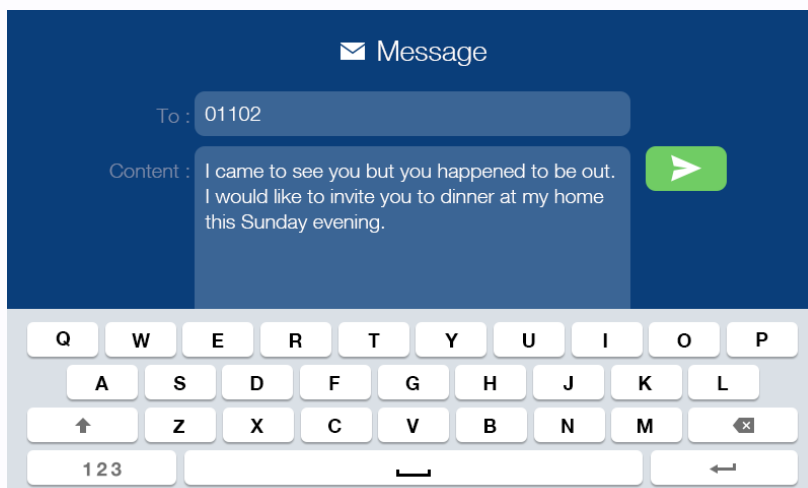 Message
To : 01102
Content : I came to see you but you happened to be out.
I would like to invite you to dinner at my home
this Sunday evening.
Q W E R T Y U I O P
A S D F G H J K L
Z X C V B N M
123